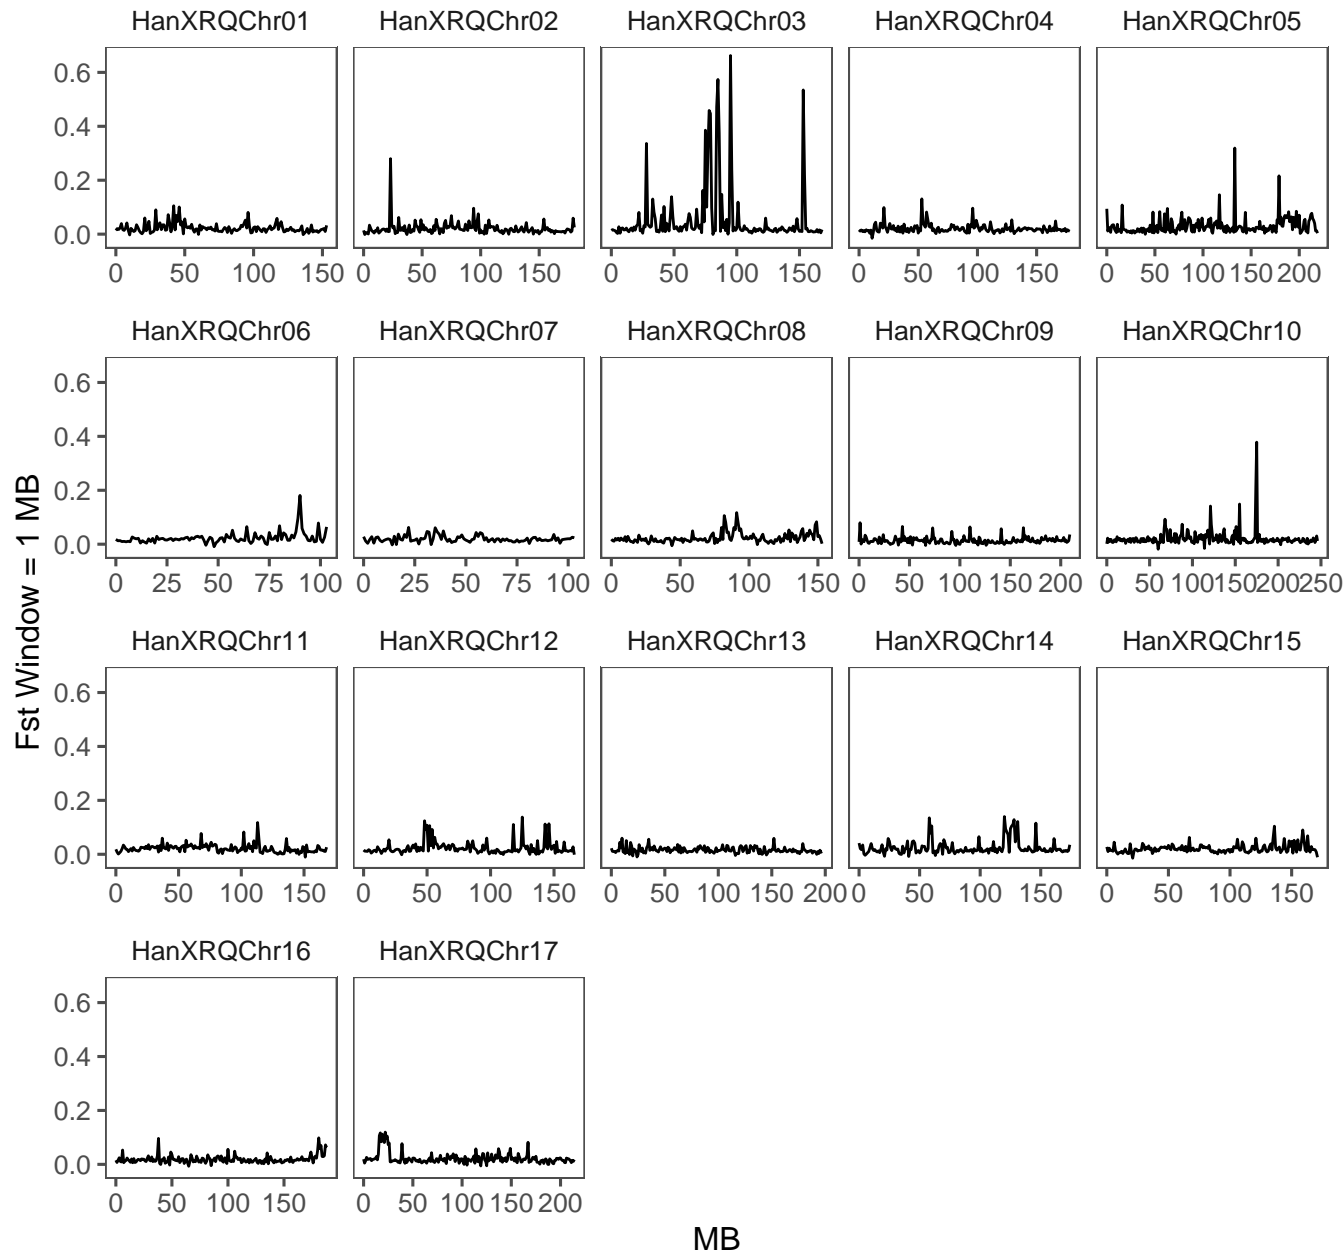 HanXRQChr01 HanXRQChr02 HanXRQChr03 HanXRQChr04 HanXRQChr05
0.6
0.4
0.2
0.0
0 50 100 150 0 50 100 150 0 50 100 150 0 50 100 150 0 50 100 150 200
HanXRQChr06 HanXRQChr07 HanXRQChr08 HanXRQChr09 HanXRQChr10
0.6
0.4
0.2
0.0
0 25 50 75 100 0 25 50 75 100 0 50 100 150 0 50 100 150 200 0 50 100 150 200 250
Fst Window = 1 MB
HanXRQChr11 HanXRQChr12 HanXRQChr13 HanXRQChr14 HanXRQChr15
0.6
0.4
0.2
0.0
0 50 100 150 0 50 100 150 0 50 100 150 200 0 50 100 150 0 50 100 150
HanXRQChr16 HanXRQChr17
0.6
0.4
0.2
0.0
0 50 100 150 0 50 100 150 200
MB